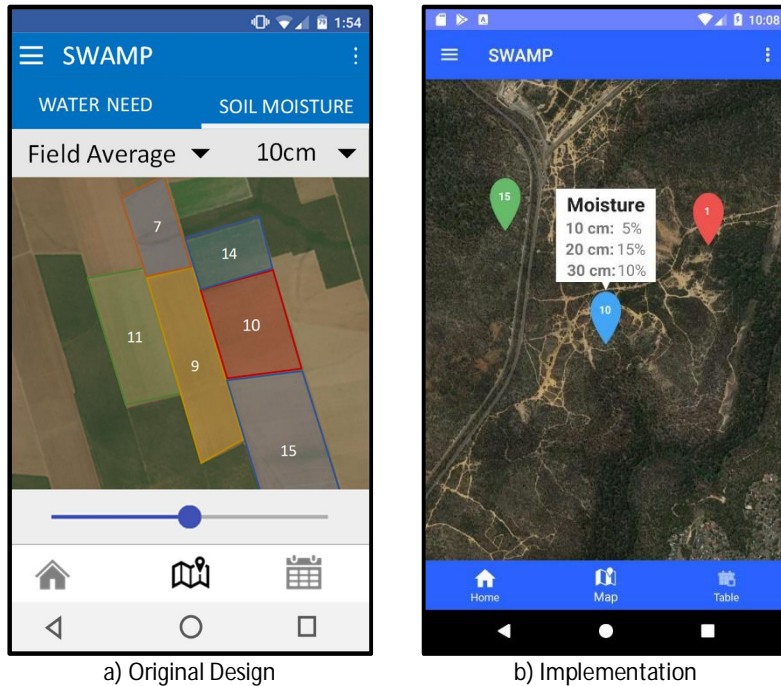 1:54
SWAMP
WATER NEED SOIL MOISTURE
Field Average 10cm
7
14
11
10
9
15
a) Original Design
10:08
SWAMP
15
1
Moisture
10 cm: 5%
20 cm: 15%
30 cm: 10%
10
Home Map Table
b) Implementation